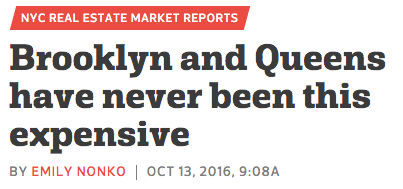 NYC REAL ESTATE MARKET REPORTS
Brooklyn and Queens
have never been this
expensive
BY EMILY NONKO | OCT 13, 2016, 9:08A